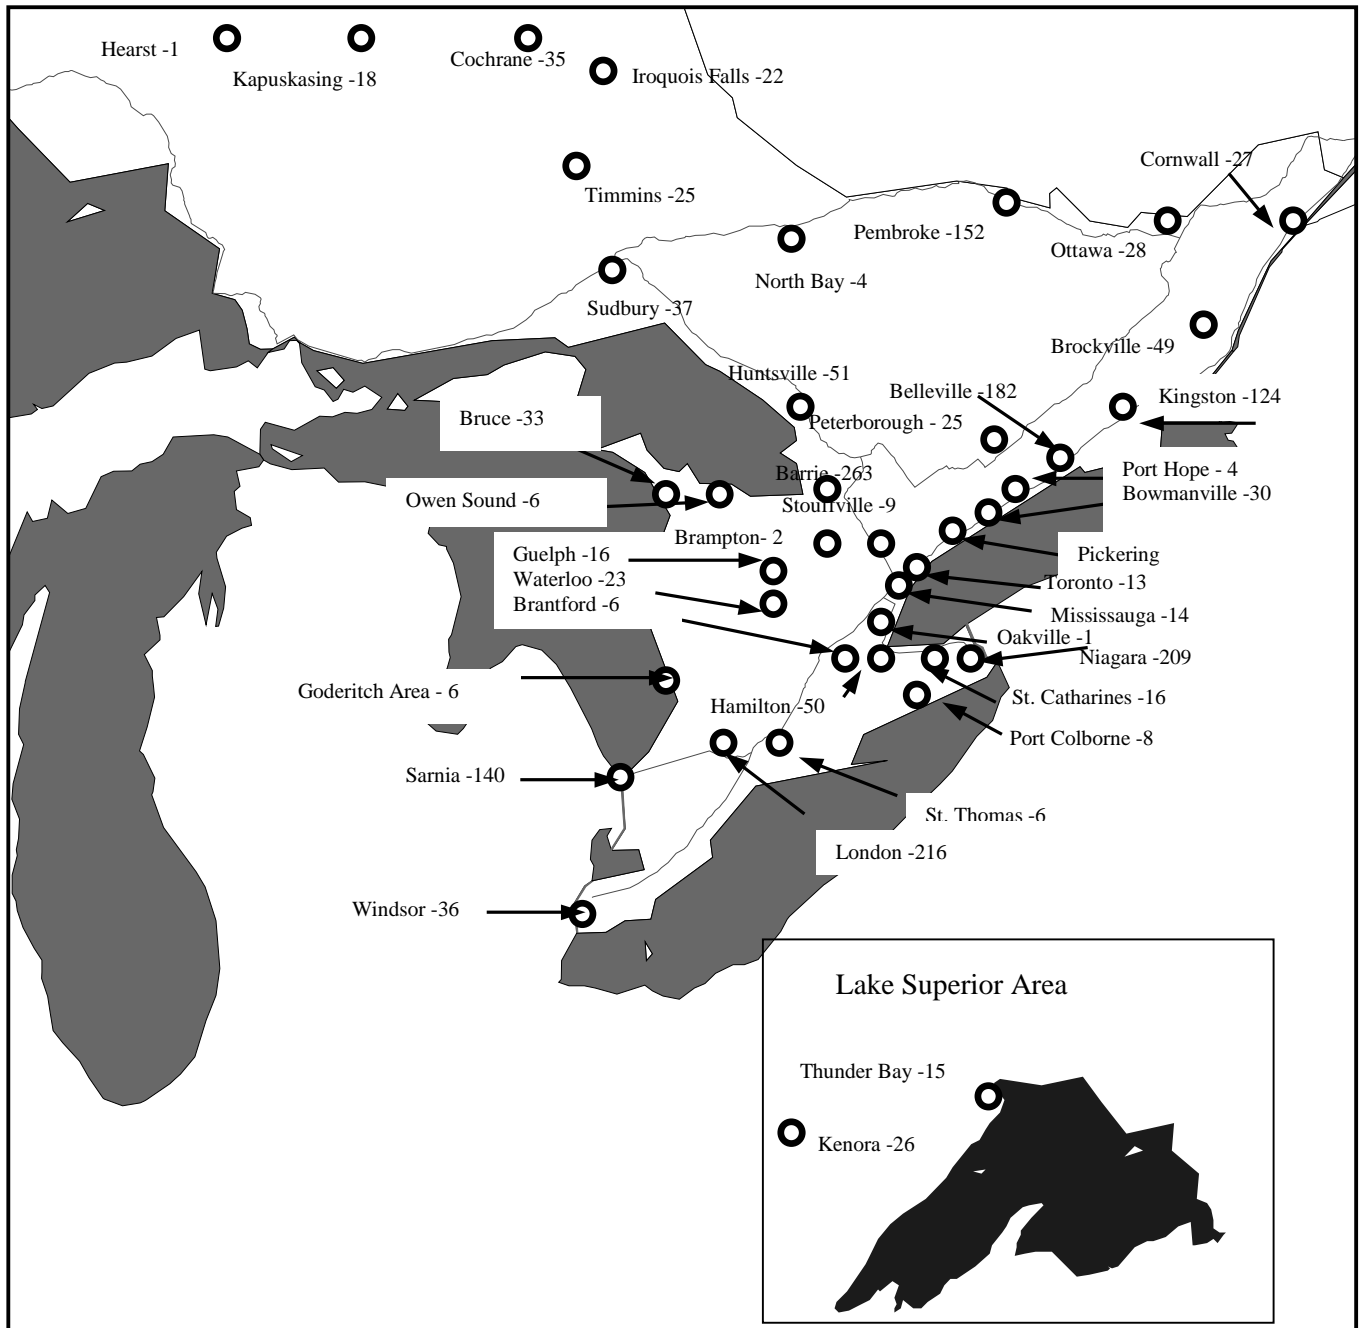 Hearst -1
Kapuskasing -18
Cochrane -35
Iroquois Falls -22
Timmins -25
Cornwall -27
Pembroke -152
Ottawa -28
North Bay -4
Sudbury -37
Brockville -49
Huntsville -51
Belleville -182
Kingston -124
Bruce -33
Peterborough - 25
Barrie -263
Port Hope - 4
Owen Sound -6
Stouffville -9
Bowmanville -30
Brampton- 2
Guelph -16
Pickering
Waterloo -23
Toronto -13
Brantford -6
Mississauga -14
Oakville -1
Niagara -209
Goderitch Area - 6
St. Catharines -16
Hamilton -50
Port Colborne -8
Sarnia -140
St. Thomas -6
London -216
Windsor -36
Lake Superior Area
Thunder Bay -15
Kenora -26